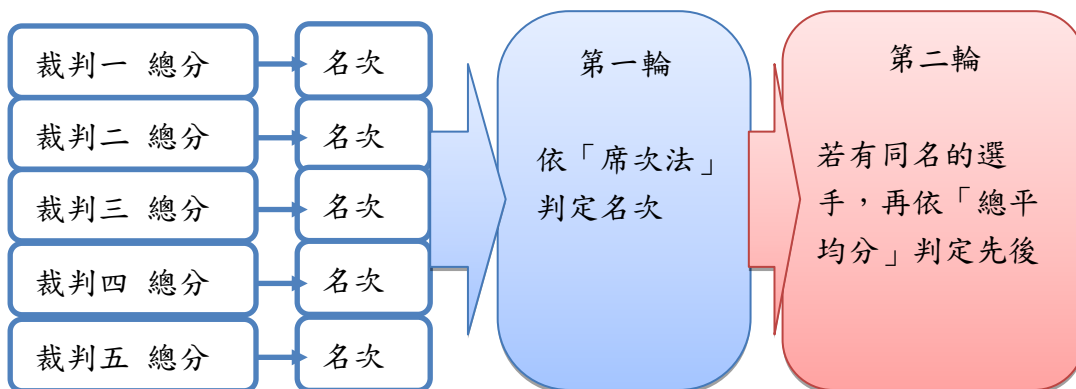 裁判一 總分
名次
裁判二 總分
名次
裁判三 總分
名次
裁判四 總分
名次
裁判五 總分
名次
第一輪
依「席次法」
判定名次
第二輪
若有同名的選
手，再依「總平
均分」判定先後